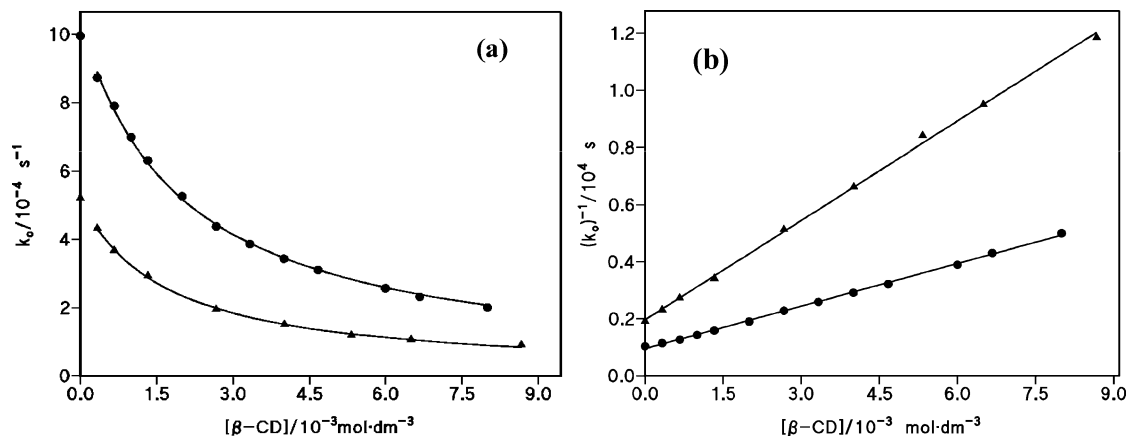 (a)
10
8
6
4
2
0
k₀/10⁻⁴ s⁻¹
0.0 1.5 3.0 4.5 6.0 7.5 9.0
[β−CD]/10⁻³mol·dm⁻³
(b)
1.2
1.0
0.8
0.6
0.4
0.2
0.0
(k₀)⁻¹/10⁴ s
0.0 1.5 3.0 4.5 6.0 7.5 9.0
[β−CD]/10⁻³ mol·dm⁻³